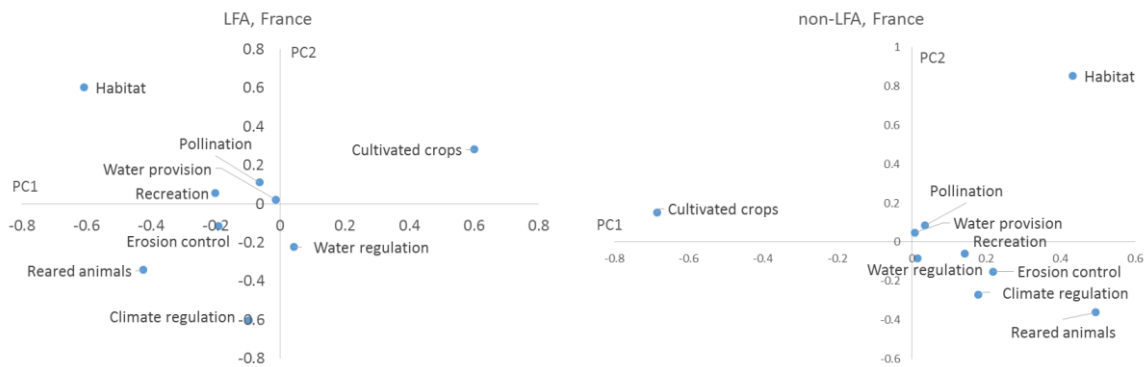 LFA, France
0.8
PC2
0.6
Habitat
0.4
Pollination
0.2
Cultivated crops
Water provision
PC1
Recreation
0
-0.8 -0.6 -0.4 -0.2 0 0.2 0.4 0.6 0.8
Erosion control
-0.2
Water regulation
Reared animals
-0.4
Climate regulation
-0.6
-0.8
non-LFA, France
1
PC2
0.8
Habitat
0.6
0.4
Pollination
0.2
Cultivated crops
Water provision
PC1
0
Recreation
-0.8 -0.6 -0.4 -0.2 0 0.2 0.4 0.6
Water regulation
Erosion control
-0.2
Climate regulation
-0.4
Reared animals
-0.6